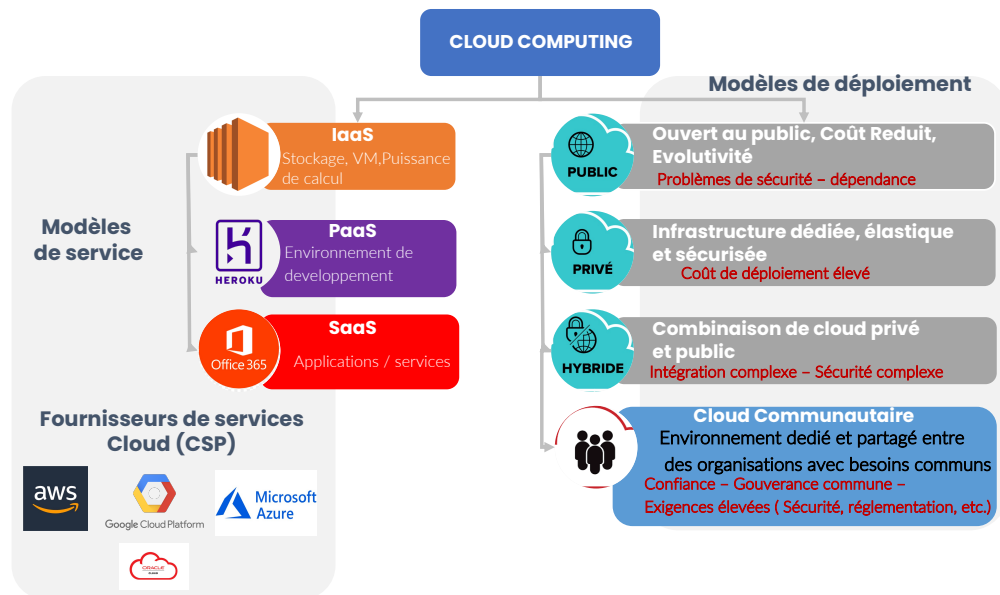 CLOUD COMPUTING
Modèles de service
IaaS
Stockage, VM,Puissance
de calcul
PaaS
Environnement de
developpement
HEROKU
SaaS
Applications / services
Office 365
Fournisseurs de services
Cloud (CSP)
aws
Google Cloud Platform
Microsoft
Azure
ORACLE
CLOUD
Modèles de déploiement
PUBLIC
Ouvert au public, Coût Reduit,
Evolutivité
Problèmes de sécurité – dépendance
PRIVÉ
Infrastructure dédiée, élastique
et sécurisée
Coût de déploiement élevé
HYBRIDE
Combinaison de cloud privé
et public
Intégration complexe – Sécurité complexe
Cloud Communautaire
Environnement dedié et partagé entre
des organisations avec besoins communs
Confiance – Gouverance commune –
Exigences élevées ( Sécurité, réglementation, etc.)